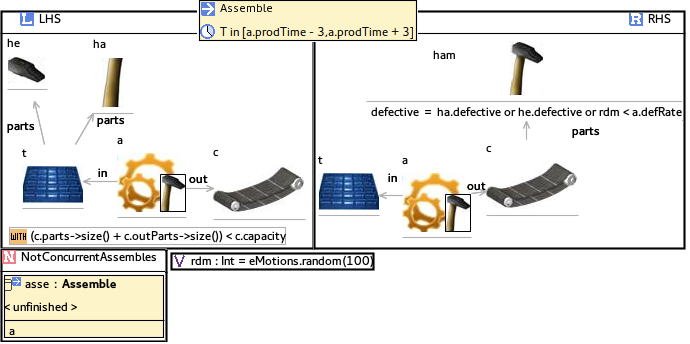 Assemble
T in [a.prodTime - 3,a.prodTime + 3]
L LHS
R RHS
he
ha
parts
parts
t
a
c
in
out
WITH (c.parts->size() + c.outParts->size()) < c.capacity
ham
defective = ha.defective or he.defective or rdm < a.defRate
parts
t
a
c
in
out
N NotConcurrentAssembles
asse : Assemble
< unfinished >
a
V rdm : Int = eMotions.random(100)